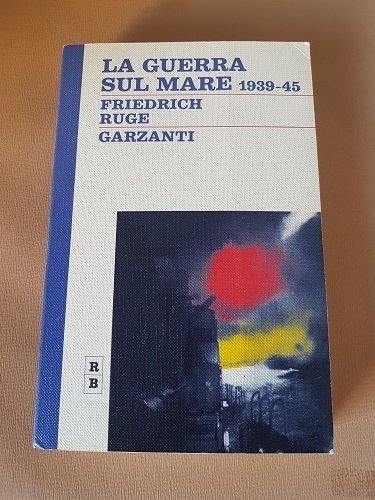 LA GUERRA
SUL MARE 1939-45
FRIEDRICH
RUGE
GARZANTI
R
B